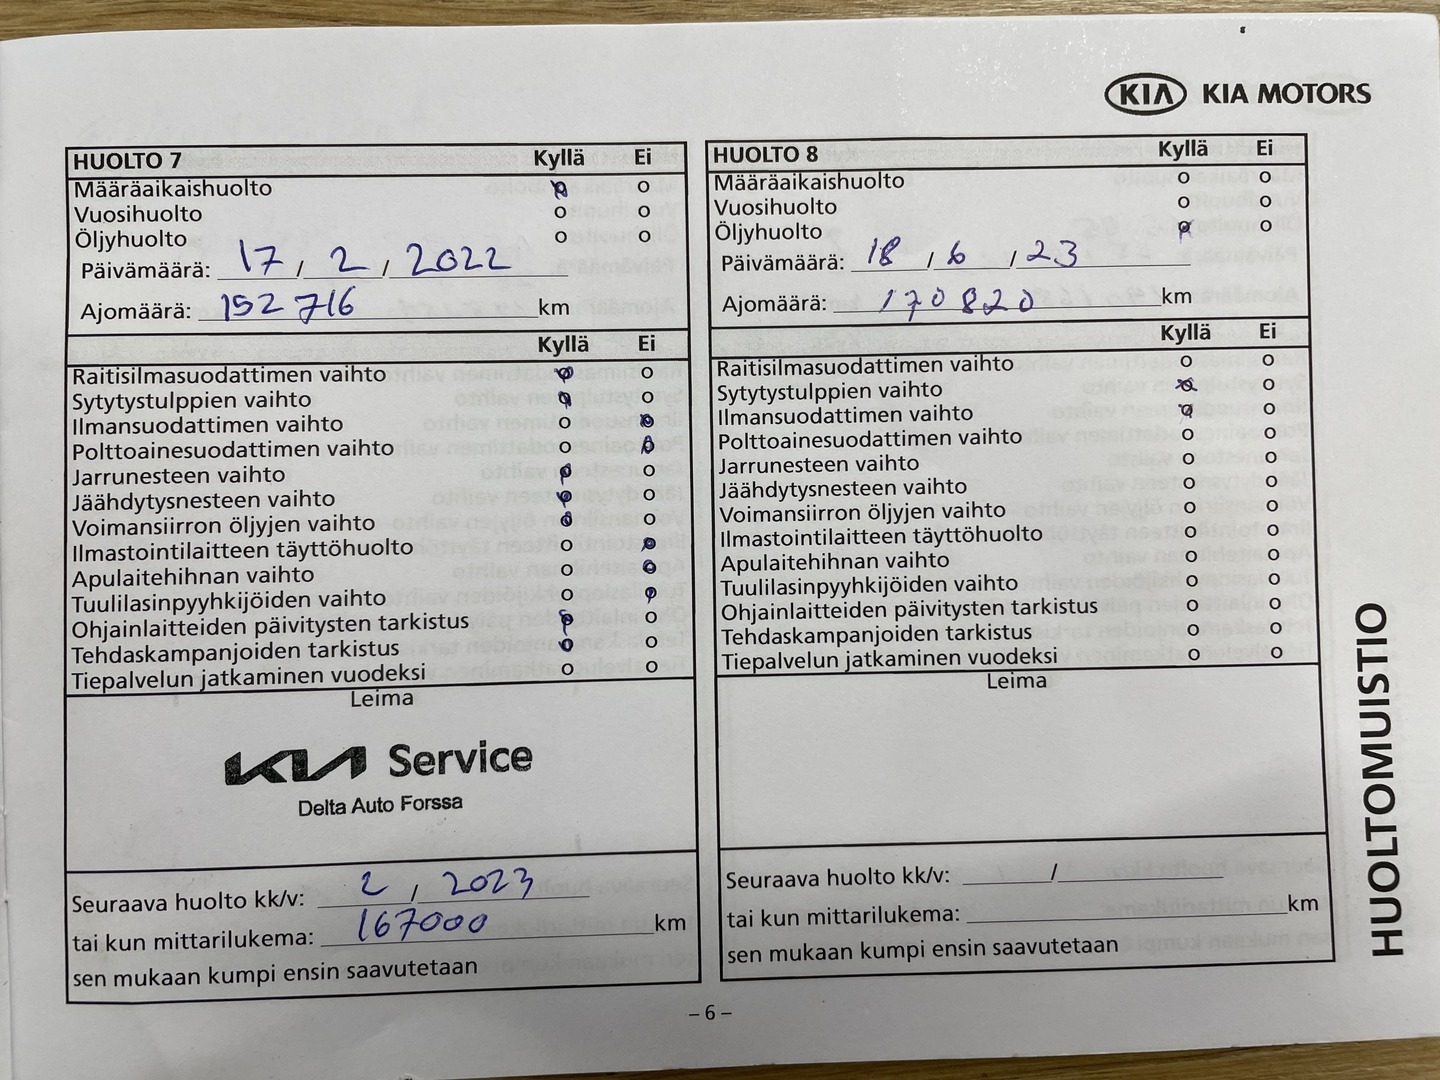 KIA KIA MOTORS
HUOLTO 7 Kyllä Ei
Määräaikaishuolto o o
Vuosihuolto o o
Öljyhuolto o o
Päivämäärä: 17 / 2 / 2022
Ajomäärä: 152 716 km
Kyllä Ei
Raitisilmasuodattimen vaihto o o
Sytytystulppien vaihto o o
Ilmansuodattimen vaihto o o
Polttoainesuodattimen vaihto o o
Jarrunesteen vaihto o o
Jäähdytysnesteen vaihto o o
Voimansiirron öljyjen vaihto o o
Ilmastointilaitteen täyttöhuolto o o
Apulaitehihnan vaihto o o
Tuulilasinpyyhkijöiden vaihto o o
Ohjainlaitteiden päivitysten tarkistus o o
Tehdaskampanjoiden tarkistus o o
Tiepalvelun jatkaminen vuodeksi o o
Leima
KIA Service
Delta Auto Forssa
Seuraava huolto kk/v: 2 / 2023
tai kun mittarilukema: 167000 km
sen mukaan kumpi ensin saavutetaan
HUOLTO 8 Kyllä Ei
Määräaikaishuolto o o
Vuosihuolto o o
Öljyhuolto o o
Päivämäärä: 18 / 6 / 23
Ajomäärä: 170820 km
Kyllä Ei
Raitisilmasuodattimen vaihto o o
Sytytystulppien vaihto o o
Ilmansuodattimen vaihto o o
Polttoainesuodattimen vaihto o o
Jarrunesteen vaihto o o
Jäähdytysnesteen vaihto o o
Voimansiirron öljyjen vaihto o o
Ilmastointilaitteen täyttöhuolto o o
Apulaitehihnan vaihto o o
Tuulilasinpyyhkijöiden vaihto o o
Ohjainlaitteiden päivitysten tarkistus o o
Tehdaskampanjoiden tarkistus o o
Tiepalvelun jatkaminen vuodeksi o o
Leima
Seuraava huolto kk/v: /
tai kun mittarilukema: km
sen mukaan kumpi ensin saavutetaan
HUOLTOMUISTIO
– 6 –